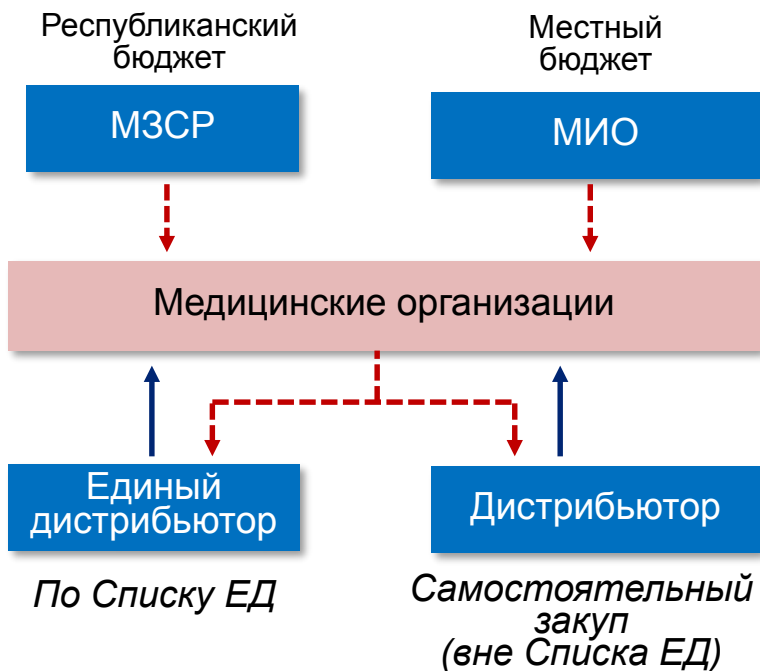 Республиканский
бюджет
Местный
бюджет
МЗСР
МИО
Медицинские организации
Единый
дистрибьютор
Дистрибьютор
По Списку ЕД
Самостоятельный
закуп
(вне Списка ЕД)